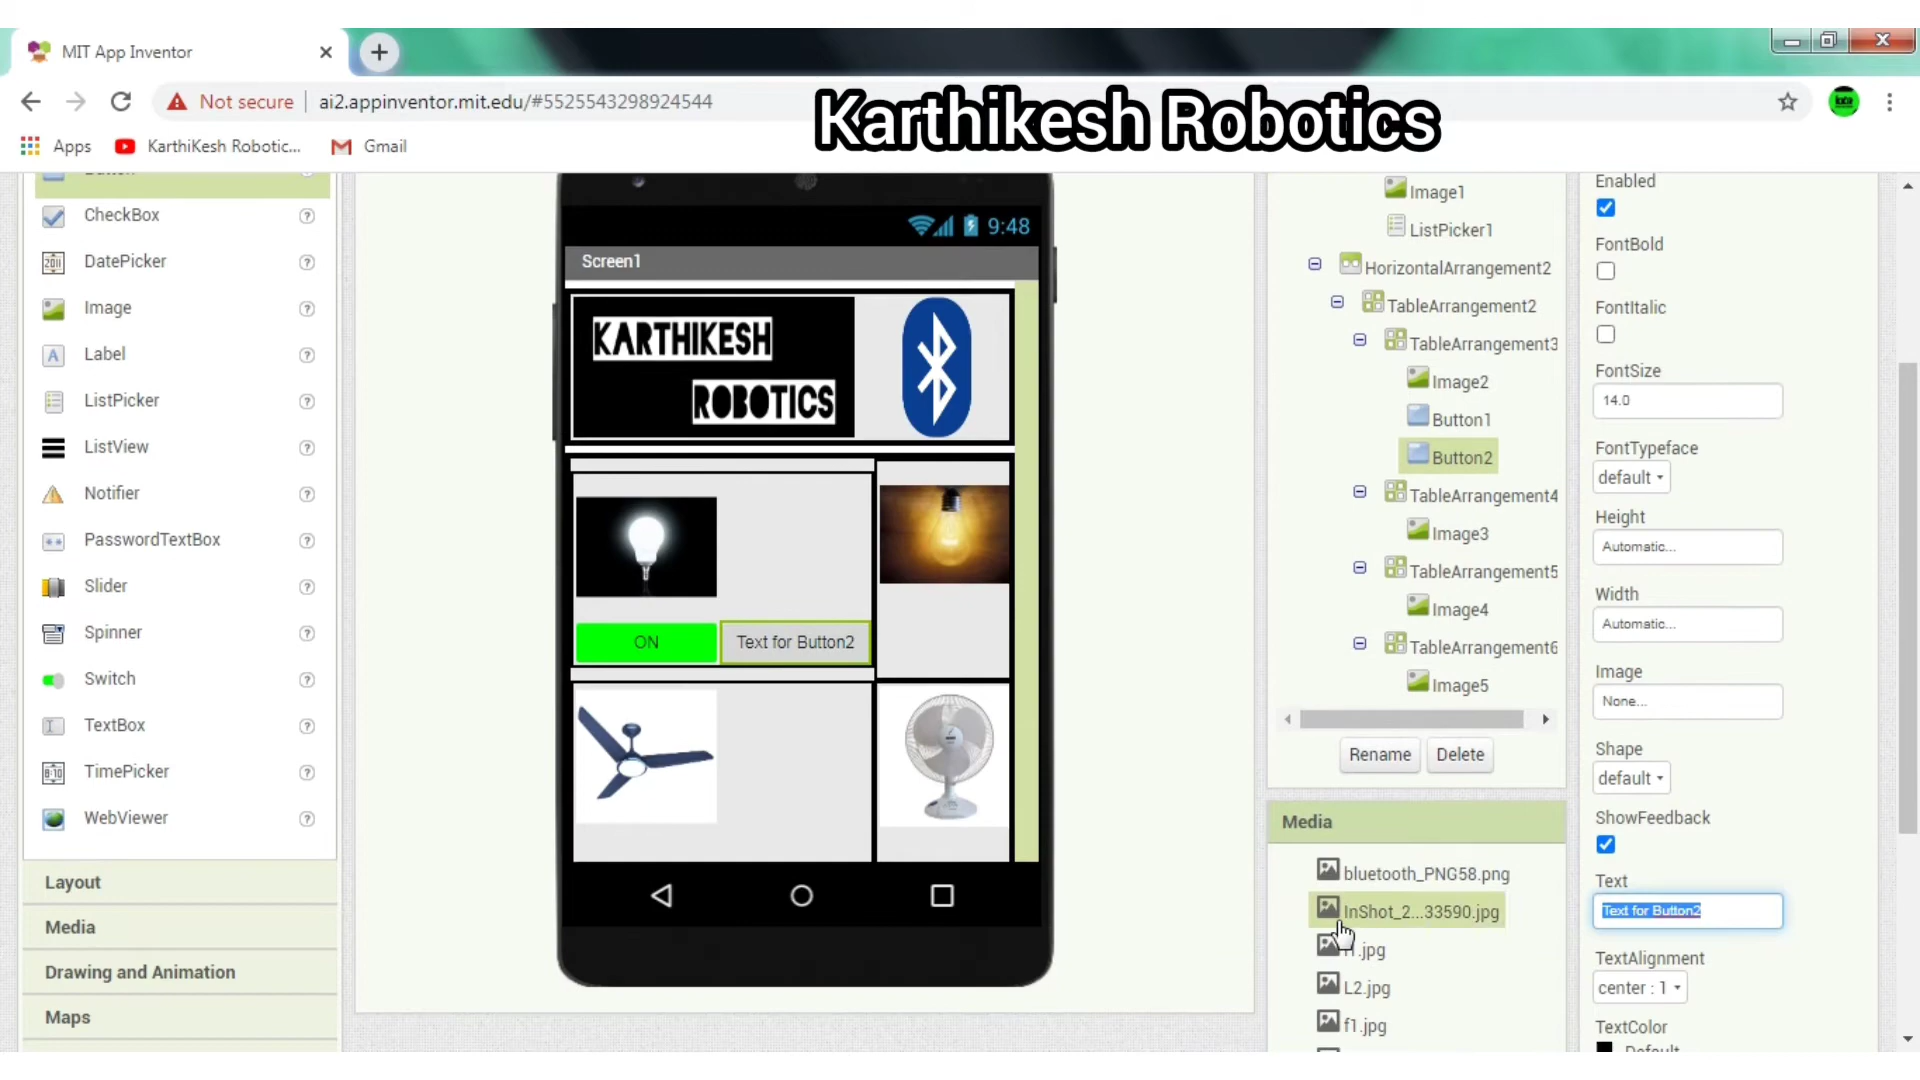 MIT App Inventor
Not secure
ai2.appinventor.mit.edu/#5525543298924544
Karthikesh Robotics
Apps
KarthiKesh Robotic...
Gmail
CheckBox
DatePicker
Image
Label
ListPicker
ListView
Notifier
PasswordTextBox
Slider
Spinner
Switch
TextBox
TimePicker
WebViewer
Layout
Media
Drawing and Animation
Maps
9:48
Screen1
KARTHIKESH
ROBOTICS
ON
Text for Button2
Image1
ListPicker1
HorizontalArrangement2
TableArrangement2
TableArrangement3
Image2
Button1
Button2
TableArrangement4
Image3
TableArrangement5
Image4
TableArrangement6
Image5
Rename
Delete
Media
bluetooth_PNG58.png
InShot_2...33590.jpg
L2.jpg
f1.jpg
Enabled
FontBold
FontItalic
FontSize
14.0
FontTypeface
default
Height
Automatic...
Width
Automatic...
Image
None...
Shape
default
ShowFeedback
Text
Text for Button2
TextAlignment
center : 1
TextColor
Default